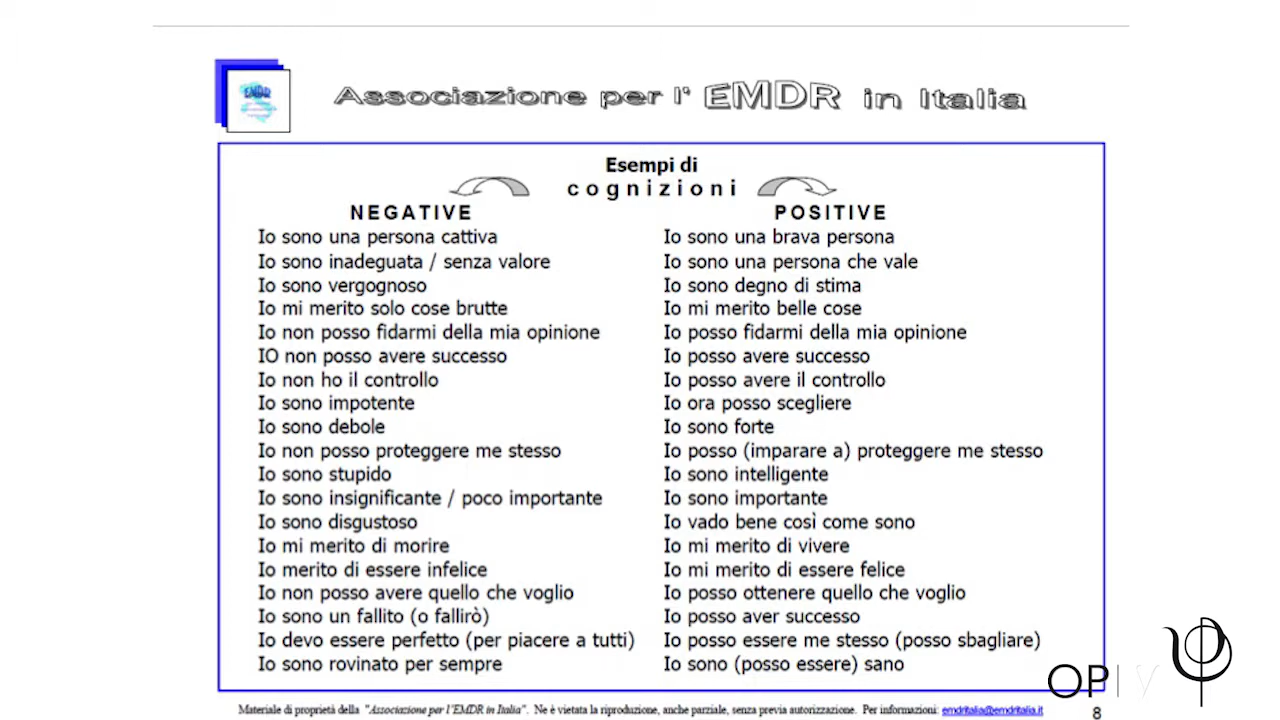 EMDR
Associazione per l' EMDR in Italia
Esempi di
cognizioni
NEGATIVE POSITIVE
Io sono una persona cattiva Io sono una brava persona
Io sono inadeguata / senza valore Io sono una persona che vale
Io sono vergognoso Io sono degno di stima
Io mi merito solo cose brutte Io mi merito belle cose
Io non posso fidarmi della mia opinione Io posso fidarmi della mia opinione
IO non posso avere successo Io posso avere successo
Io non ho il controllo Io posso avere il controllo
Io sono impotente Io ora posso scegliere
Io sono debole Io sono forte
Io non posso proteggere me stesso Io posso (imparare a) proteggere me stesso
Io sono stupido Io sono intelligente
Io sono insignificante / poco importante Io sono importante
Io sono disgustoso Io vado bene così come sono
Io mi merito di morire Io mi merito di vivere
Io merito di essere infelice Io mi merito di essere felice
Io non posso avere quello che voglio Io posso ottenere quello che voglio
Io sono un fallito (o fallirò) Io posso aver successo
Io devo essere perfetto (per piacere a tutti) Io posso essere me stesso (posso sbagliare)
Io sono rovinato per sempre Io sono (posso essere) sano
Materiale di proprietà della "Associazione per l'EMDR in Italia". Ne è vietata la riproduzione, anche parziale, senza previa autorizzazione. Per informazioni: emdritalia@emdritalia.it
8
OPL